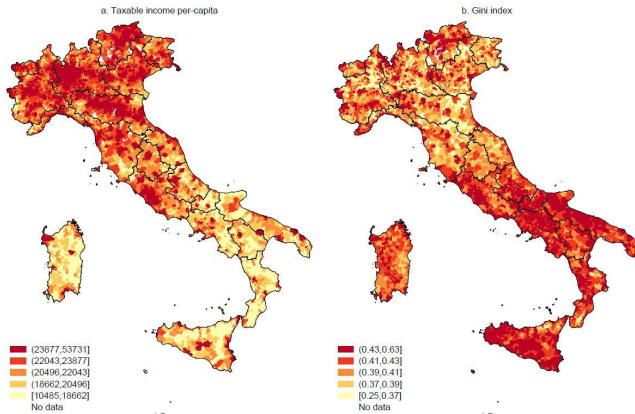 a. Taxable income per-capita
b. Gini index
(23877,53731]
(22043,23877]
(20496,22043]
(18662,20496]
[10485,18662]
No data
(0.43,0.63]
(0.41,0.43]
(0.39,0.41]
(0.37,0.39]
[0.25,0.37]
No data